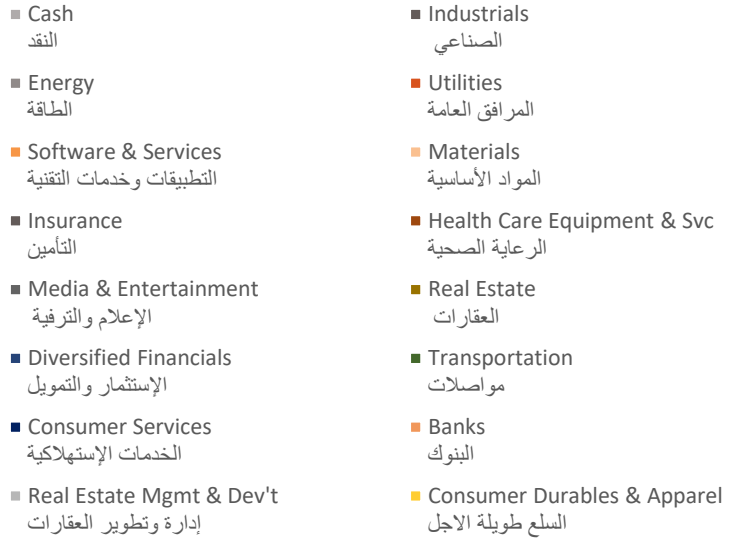 Cash
النقد
Energy
الطاقة
Software & Services
التطبيقات وخدمات التقنية
Insurance
التأمين
Media & Entertainment
الإعلام والترفية
Diversified Financials
الإستثمار والتمويل
Consumer Services
الخدمات الإستهلاكية
Real Estate Mgmt & Dev't
إدارة وتطوير العقارات
Industrials
الصناعي
Utilities
المرافق العامة
Materials
المواد الأساسية
Health Care Equipment & Svc
الرعاية الصحية
Real Estate
العقارات
Transportation
مواصلات
Banks
البنوك
Consumer Durables & Apparel
السلع طويلة الاجل